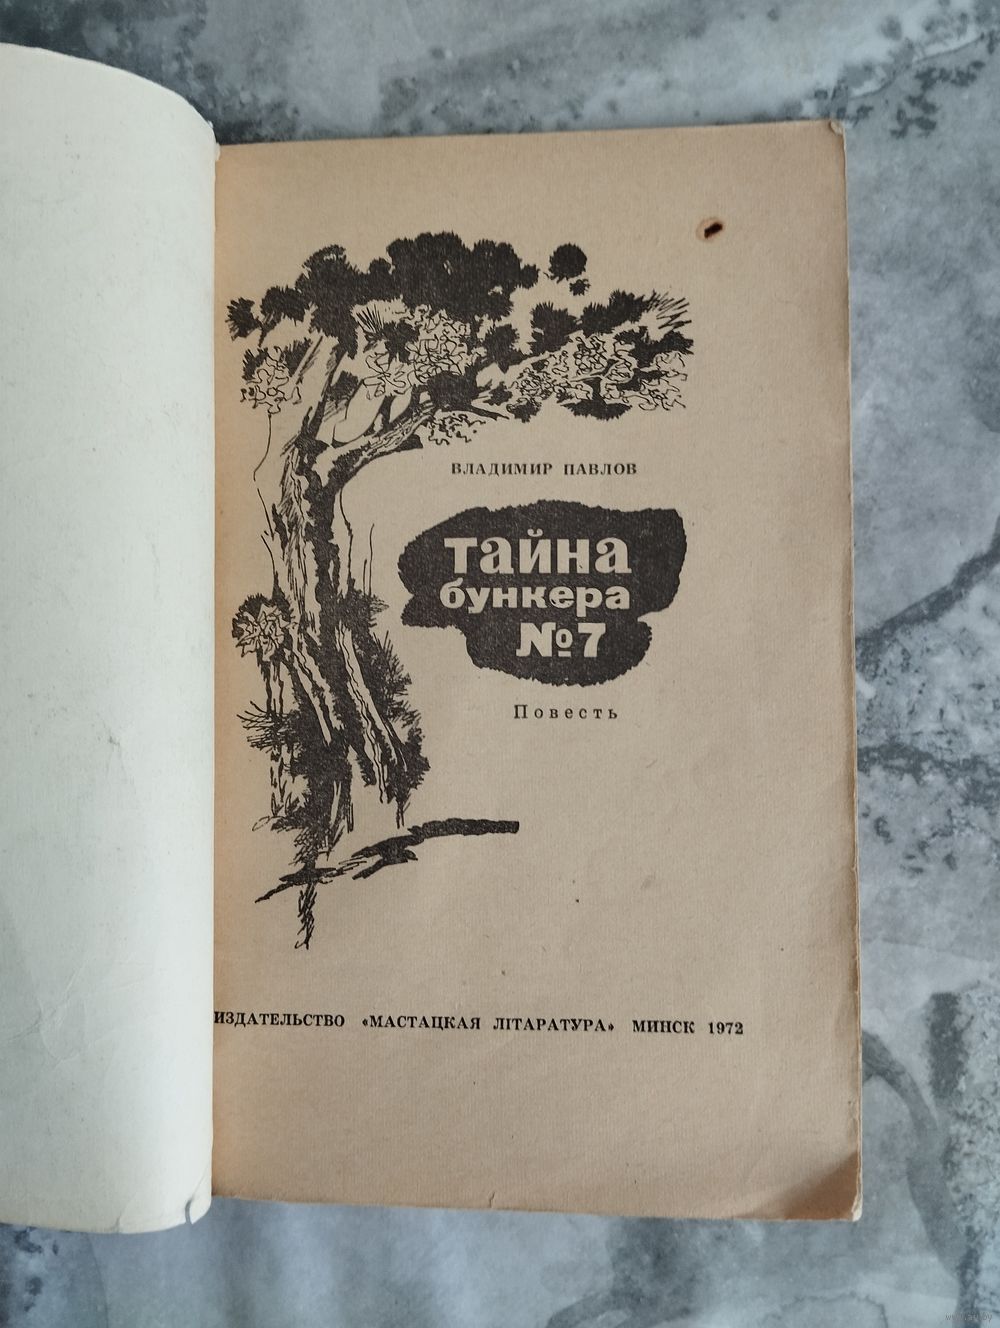 ВЛАДИМИР ПАВЛОВ
тайна
бункера
№7
Повесть
ИЗДАТЕЛЬСТВО «МАСТАЦКАЯ ЛІТАРАТУРА» МИНСК 1972